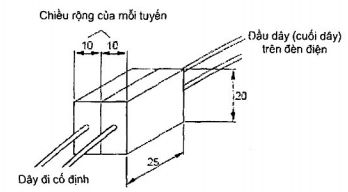 Chiều rộng của mỗi tuyến
10 10
Đầu dây (cuối dây)
trên đèn điện
20
25
Dây đi cố định